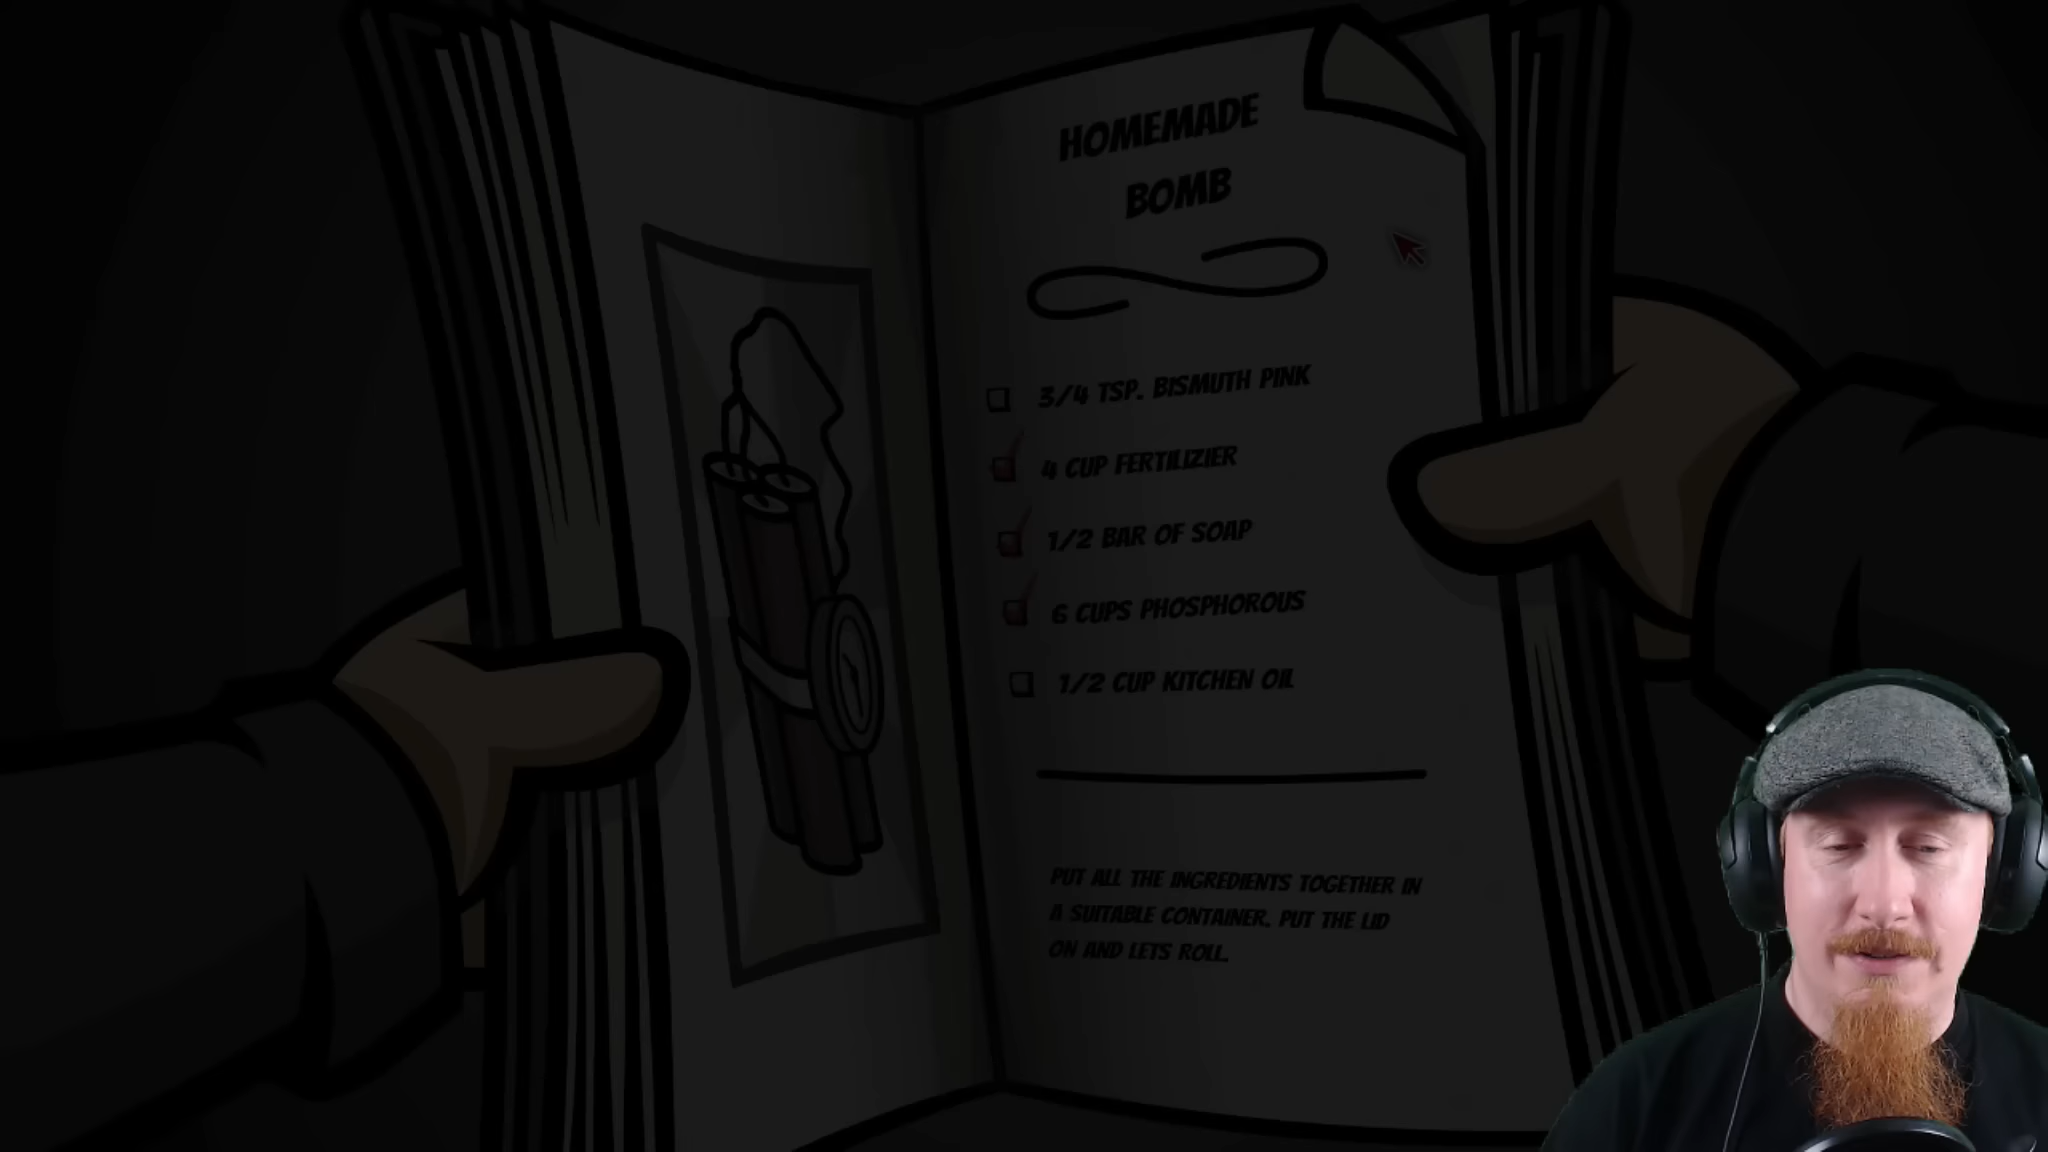 HOMEMADE
BOMB
3/4 TSP. BISMUTH PINK
4 CUP FERTILIZIER
1/2 BAR OF SOAP
6 CUPS PHOSPHOROUS
1/2 CUP KITCHEN OIL
PUT ALL THE INGREDIENTS TOGETHER IN
A SUITABLE CONTAINER. PUT THE LID
ON AND LETS ROLL.